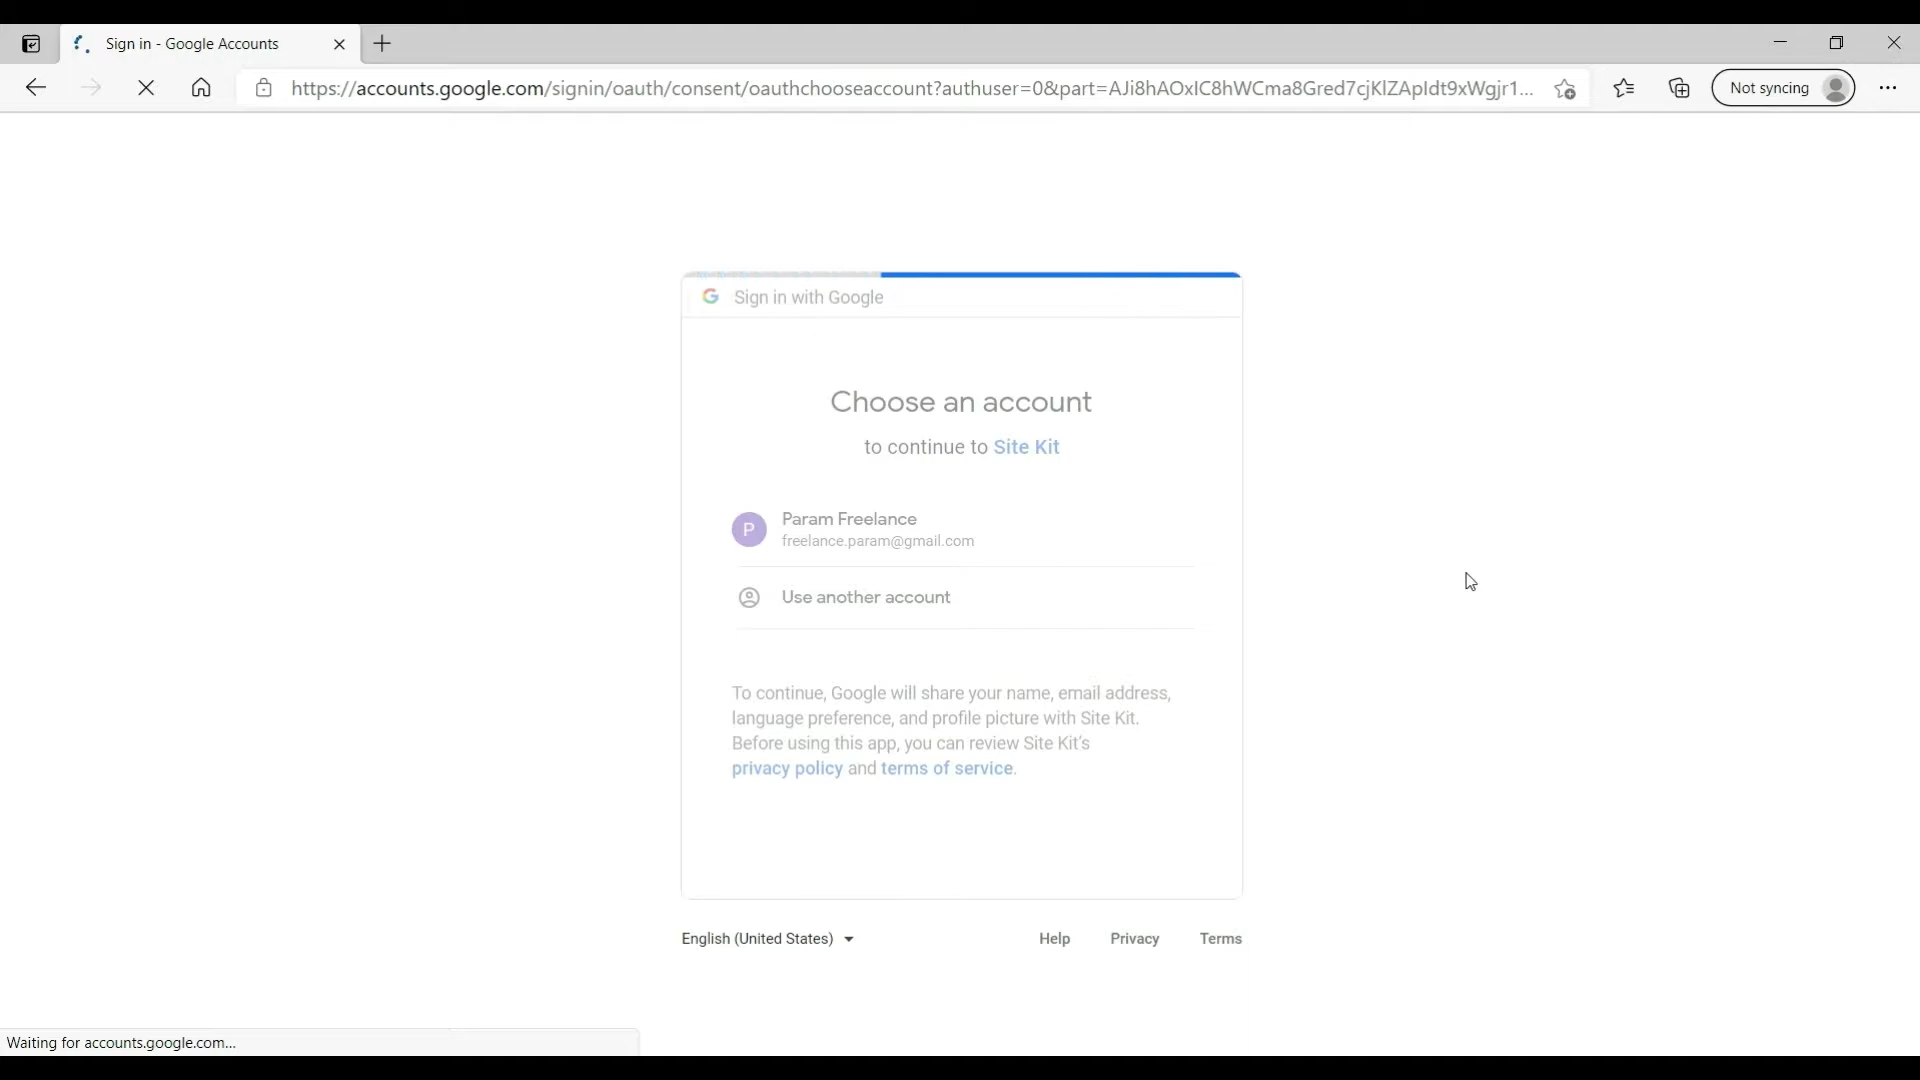 Sign in - Google Accounts
https://accounts.google.com/signin/oauth/consent/oauthchooseaccount?authuser=0&part=AJi8hAOxIC8hWCma8Gred7cjKlZApIdt9xWgjr1...
Not syncing
Sign in with Google
Choose an account
to continue to Site Kit
P
Param Freelance
freelance.param@gmail.com
Use another account
To continue, Google will share your name, email address,
language preference, and profile picture with Site Kit.
Before using this app, you can review Site Kit's
privacy policy and terms of service.
English (United States)
Help Privacy Terms
Waiting for accounts.google.com...